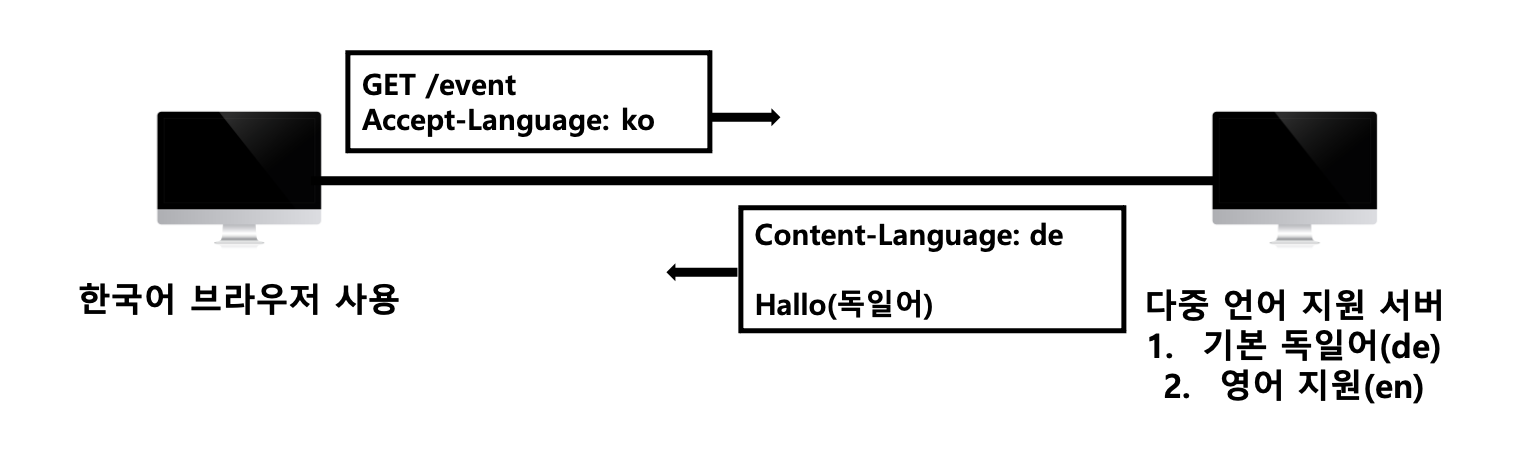 GET /event
Accept-Language: ko
한국어 브라우저 사용
Content-Language: de
Hallo(독일어)
다중 언어 지원 서버
1. 기본 독일어(de)
2. 영어 지원(en)